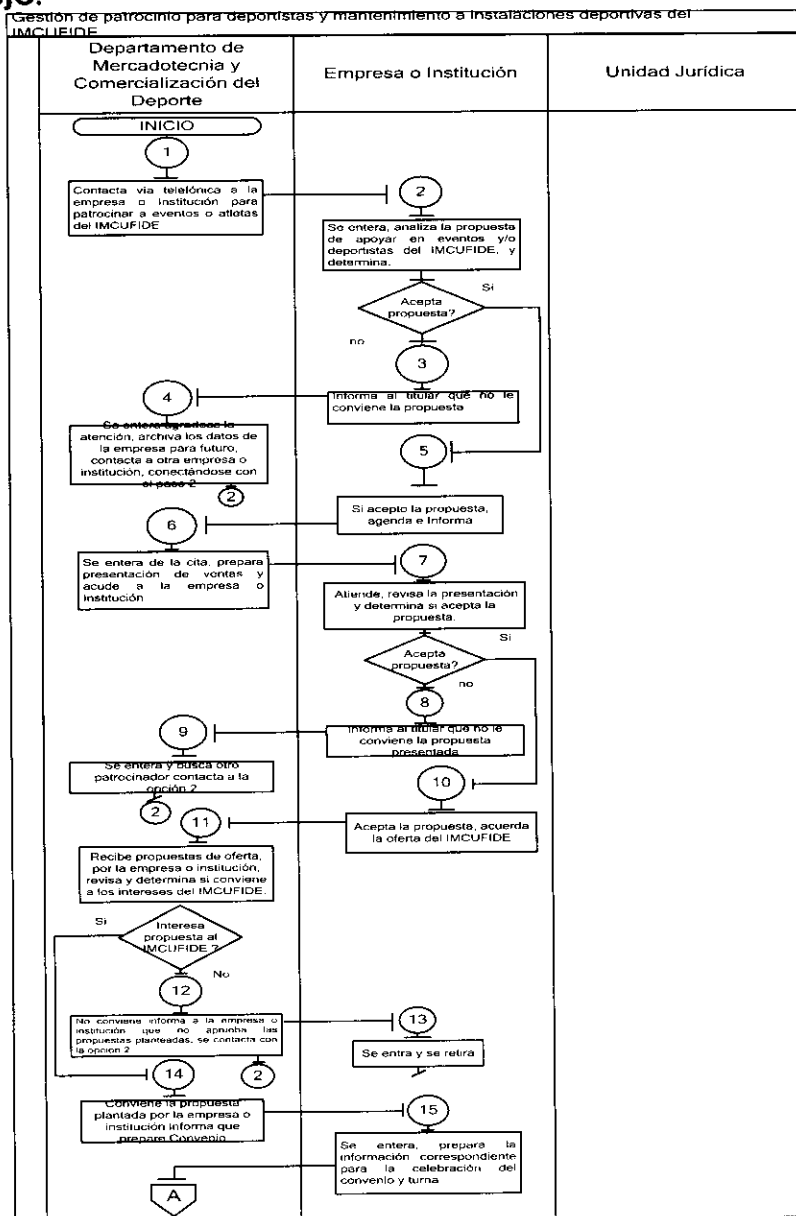 Gestión de patrocinio para deportistas y mantenimiento a instalaciones deportivas del
IMCUFIDE
Departamento de
Mercadotecnia y
Comercialización del
Deporte
Empresa o Institución
Unidad Jurídica
INICIO
1
Contacta via telefónica a la
empresa o Institución para
patrocinar a eventos o atletas
del IMCUFIDE
2
Se entera, analiza la propuesta
de apoyar en eventos y/o
deportistas del IMCUFIDE, y
determina.
Si
Acepta
propuesta?
no
3
Informa al titular que no le
conviene la propuesta
4
Se entera agradece la
atención, archiva los datos de
la empresa para futuro,
contacta a otra empresa o
institución, conectándose con
el paso 2
2
5
Si acepto la propuesta,
agenda e Informa
6
Se entera de la cita, prepara
presentación de ventas y
acude a la empresa o
Institución
7
Atiende, revisa la presentación
y determina si acepta la
propuesta.
Si
Acepta
propuesta?
no
8
Informa al titular que no le
conviene la propuesta
presentada
9
Se entera y busca otro
patrocinador contacta a la
opción 2
2
10
Acepta la propuesta, acuerda
la oferta del IMCUFIDE
11
Recibe propuestas de oferta,
por la empresa o institución,
revisa y determina si conviene
a los intereses del IMCUFIDE.
Si
Interesa
propuesta al
IMCUFIDE ?
No
12
No conviene informa a la empresa o
institución que no aprueba las
propuestas planteadas, se contacta con
la opción 2
2
13
Se entra y se retira
14
Conviene la propuesta
plantada por la empresa o
institución informa que
prepare Convenio
15
Se entera, prepara la
información correspondiente
para la celebración del
convenio y turna
A